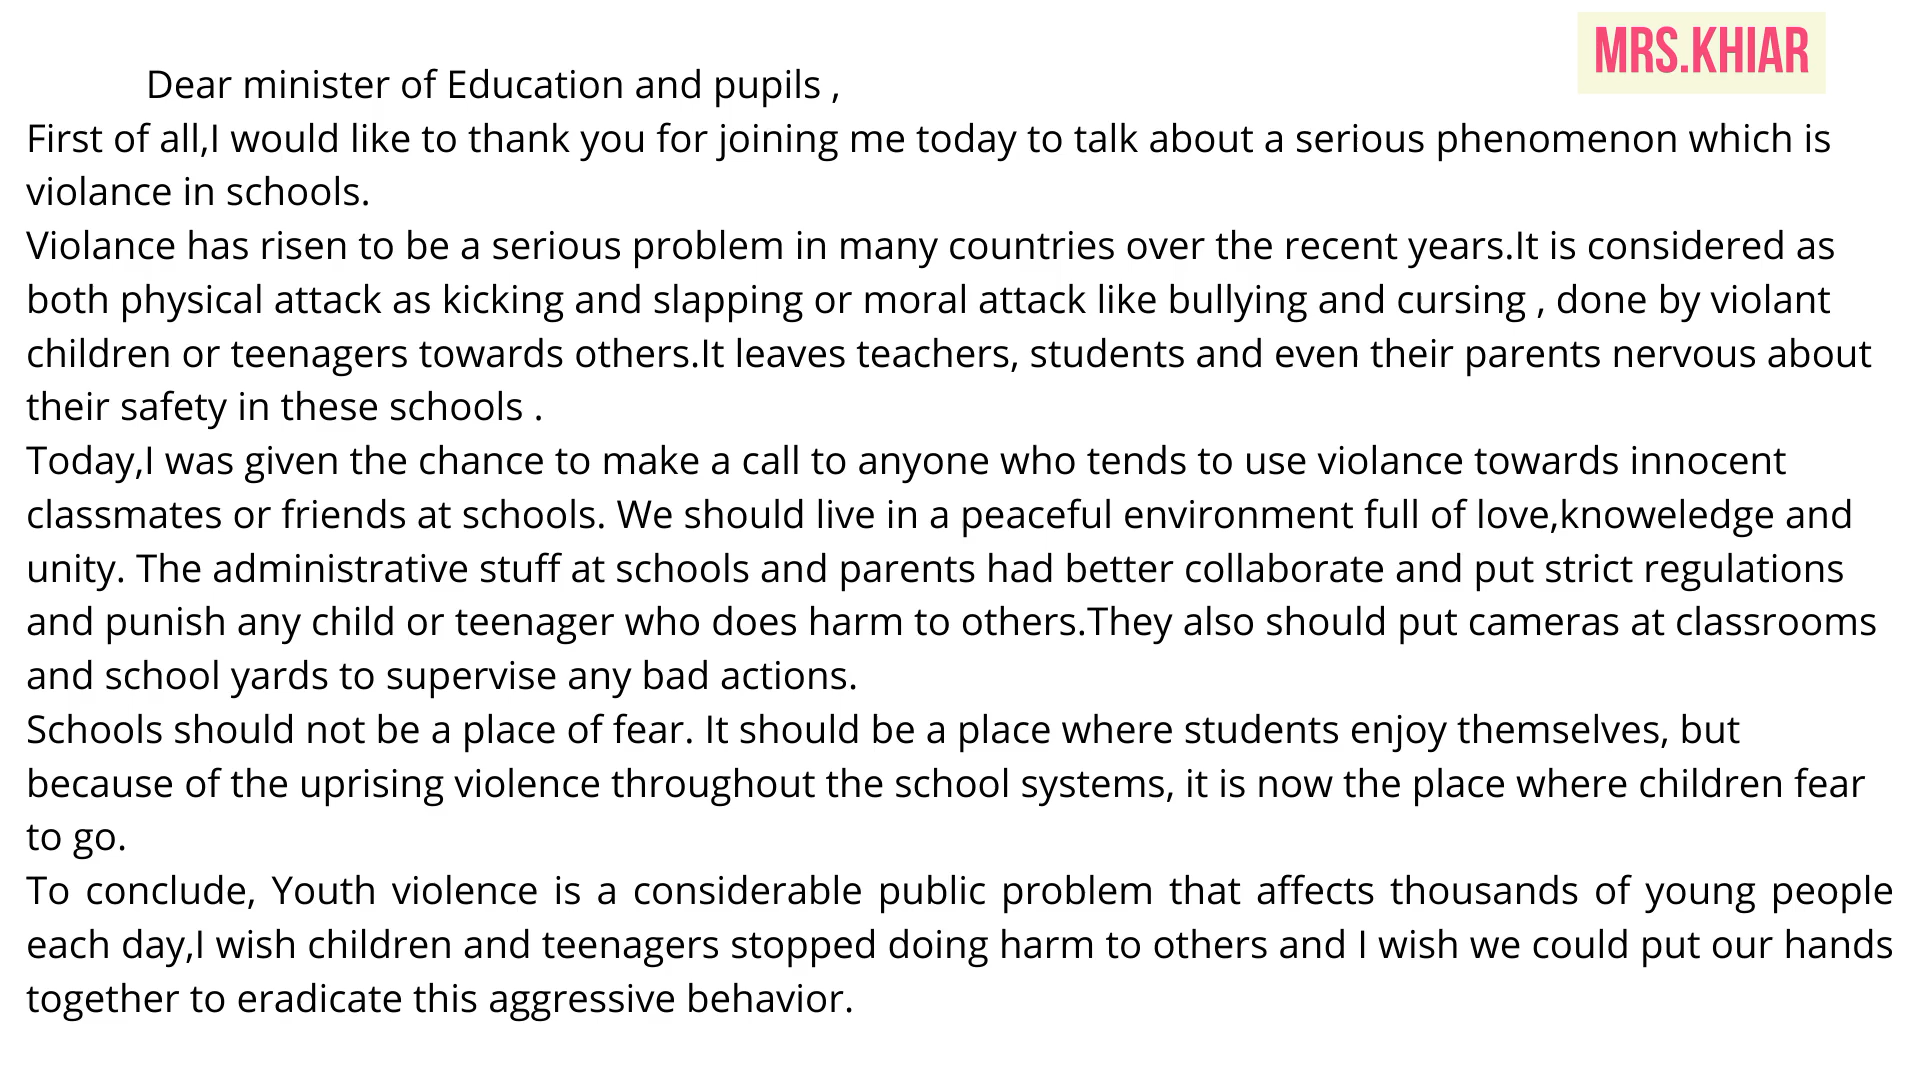 MRS.KHIAR
Dear minister of Education and pupils ,
First of all,I would like to thank you for joining me today to talk about a serious phenomenon which is
violance in schools.
Violance has risen to be a serious problem in many countries over the recent years.It is considered as
both physical attack as kicking and slapping or moral attack like bullying and cursing , done by violant
children or teenagers towards others.It leaves teachers, students and even their parents nervous about
their safety in these schools .
Today,I was given the chance to make a call to anyone who tends to use violance towards innocent
classmates or friends at schools. We should live in a peaceful environment full of love,knoweledge and
unity. The administrative stuff at schools and parents had better collaborate and put strict regulations
and punish any child or teenager who does harm to others.They also should put cameras at classrooms
and school yards to supervise any bad actions.
Schools should not be a place of fear. It should be a place where students enjoy themselves, but
because of the uprising violence throughout the school systems, it is now the place where children fear
to go.
To conclude, Youth violence is a considerable public problem that affects thousands of young people
each day,I wish children and teenagers stopped doing harm to others and I wish we could put our hands
together to eradicate this aggressive behavior.